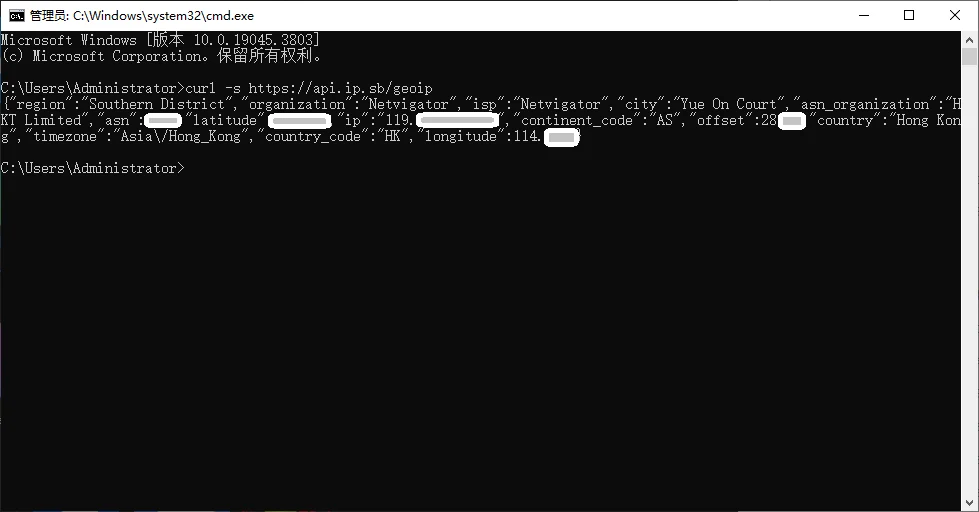 管理员: C:\Windows\system32\cmd.exe
Microsoft Windows [版本 10.0.19045.3803]
(c) Microsoft Corporation。保留所有权利。
C:\Users\Administrator>curl -s https://api.ip.sb/geoip
{"region":"Southern District","organization":"Netvigator","isp":"Netvigator","city":"Yue On Court","asn_organization":"H
KT Limited","asn": "latitude" "ip":"119. ","continent_code":"AS","offset":28 "country":"Hong Kon
g","timezone":"Asia\/Hong_Kong","country_code":"HK","longitude":114.
C:\Users\Administrator>